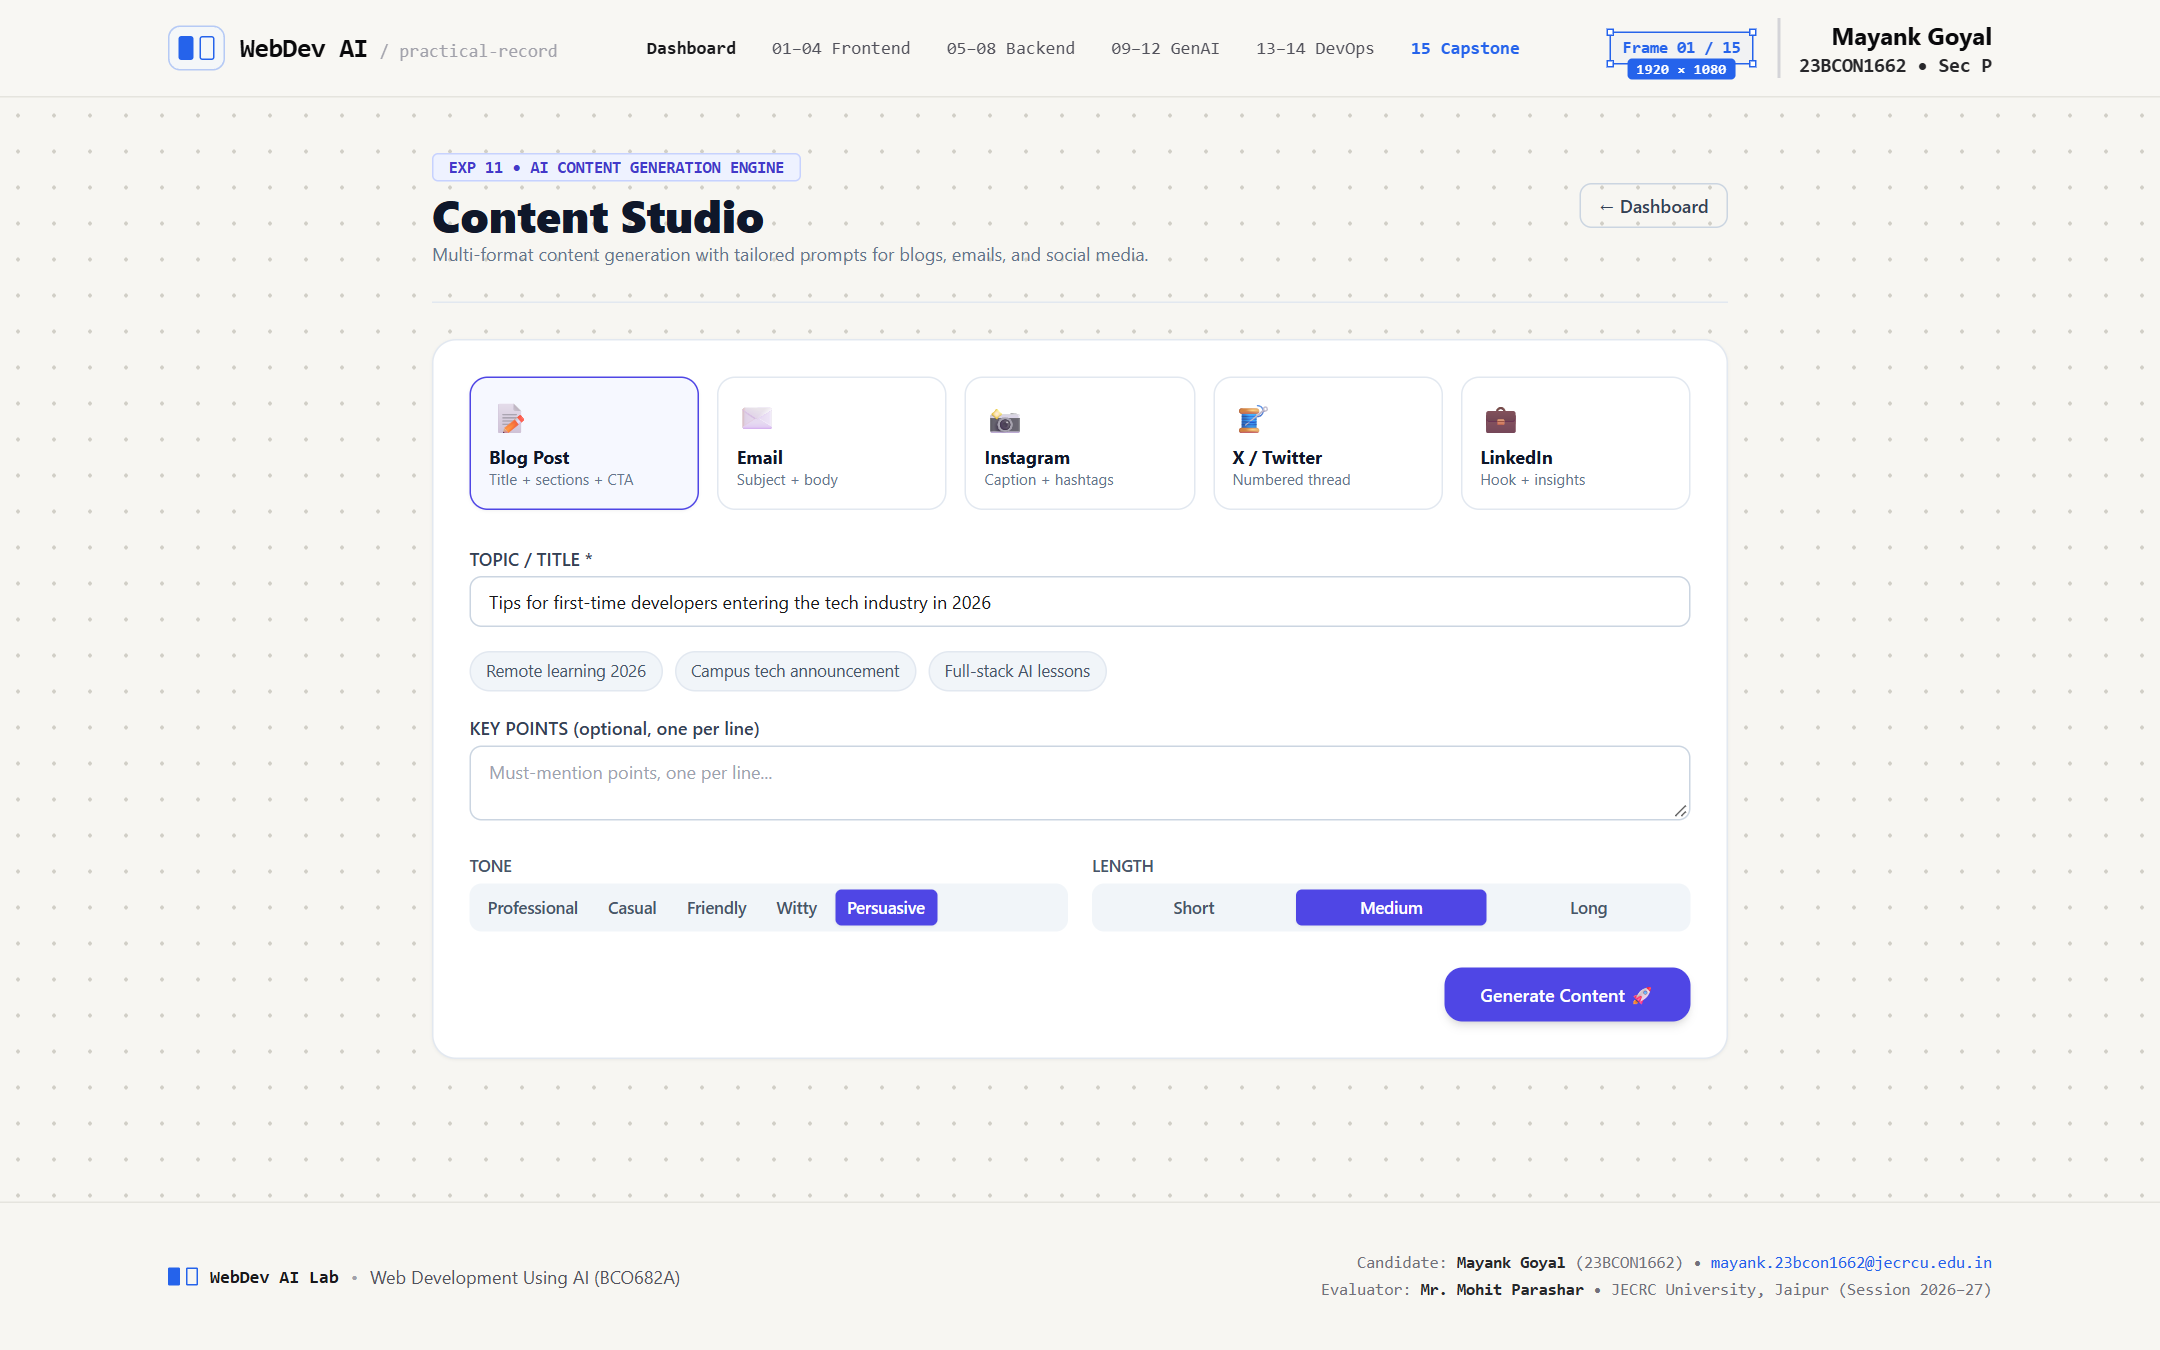 WebDev AI / practical-record
Dashboard 01–04 Frontend 05–08 Backend 09–12 GenAI 13–14 DevOps 15 Capstone
Frame 01 / 15
1920 × 1080
Mayank Goyal
23BCON1662 • Sec P
EXP 11 • AI CONTENT GENERATION ENGINE
Content Studio
Multi-format content generation with tailored prompts for blogs, emails, and social media.
← Dashboard
Blog Post
Title + sections + CTA
Email
Subject + body
Instagram
Caption + hashtags
X / Twitter
Numbered thread
LinkedIn
Hook + insights
TOPIC / TITLE *
Tips for first-time developers entering the tech industry in 2026
Remote learning 2026 Campus tech announcement Full-stack AI lessons
KEY POINTS (optional, one per line)
Must-mention points, one per line...
TONE
Professional Casual Friendly Witty Persuasive
LENGTH
Short Medium Long
Generate Content 🚀
WebDev AI Lab • Web Development Using AI (BCO682A)
Candidate: Mayank Goyal (23BCON1662) • mayank.23bcon1662@jecrcu.edu.in
Evaluator: Mr. Mohit Parashar • JECRC University, Jaipur (Session 2026–27)